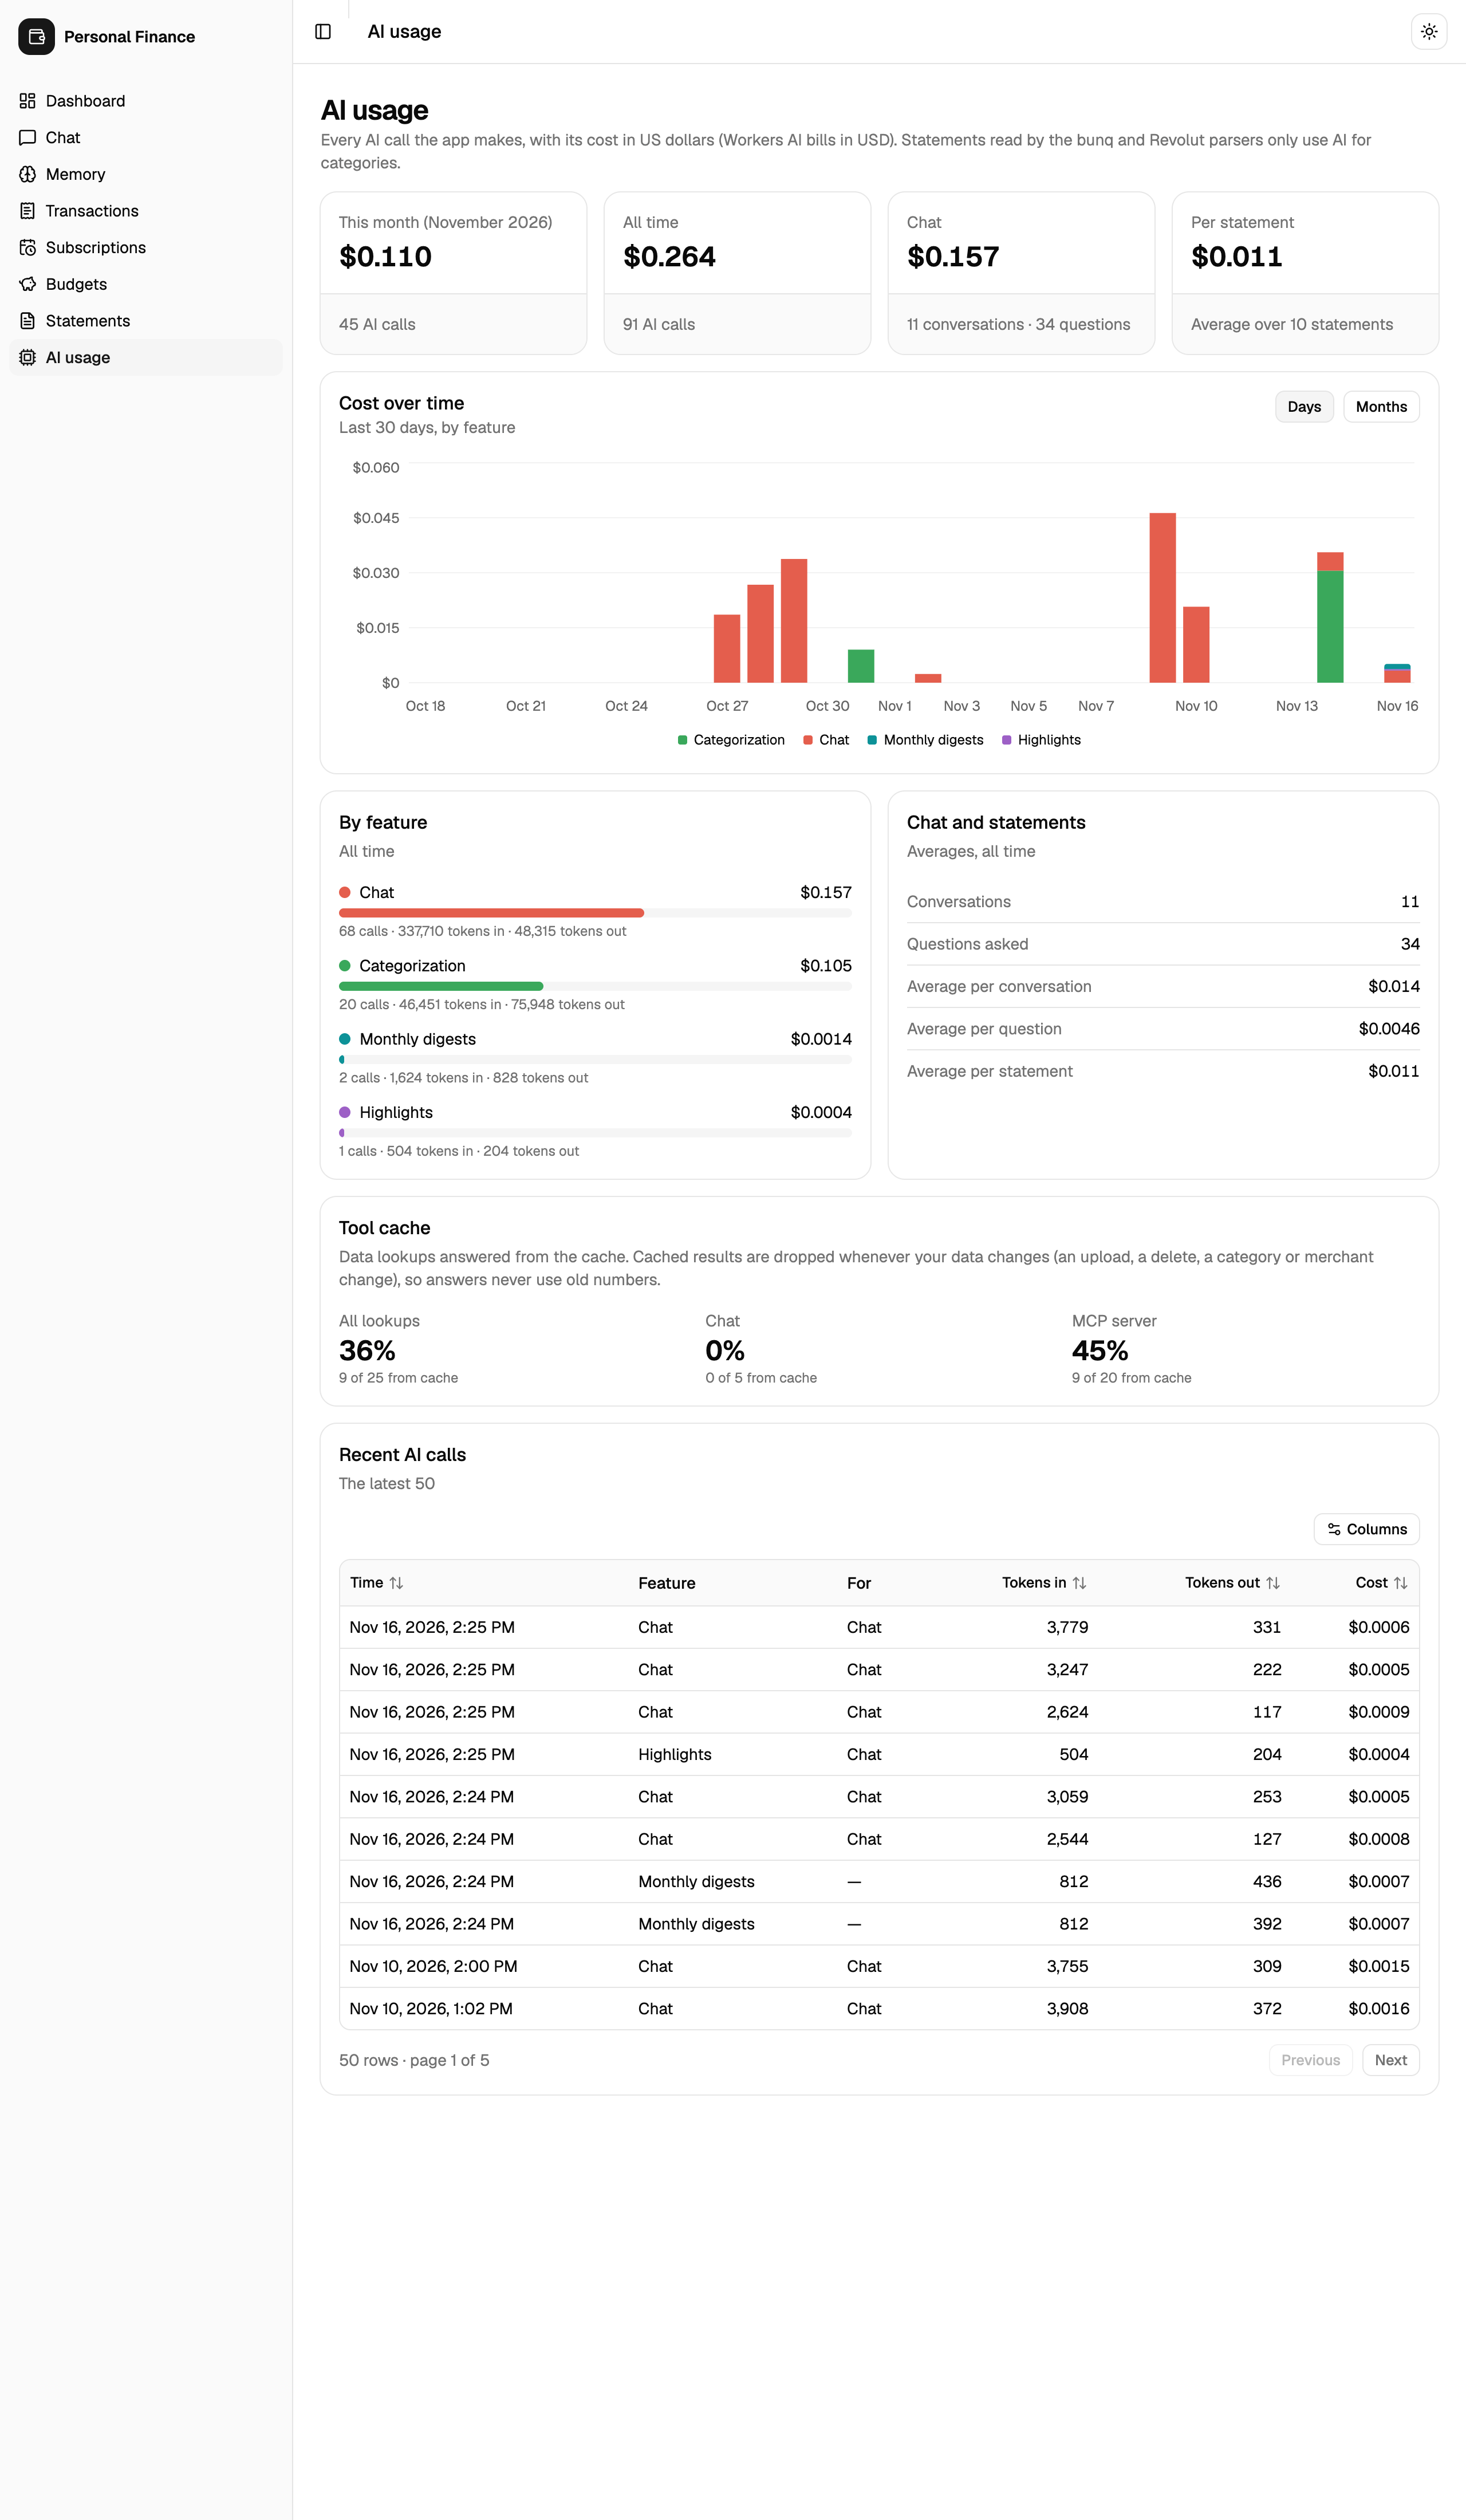 Personal Finance
Dashboard
Chat
Memory
Transactions
Subscriptions
Budgets
Statements
AI usage
AI usage
AI usage
Every AI call the app makes, with its cost in US dollars (Workers AI bills in USD). Statements read by the bunq and Revolut parsers only use AI for
categories.
This month (November 2026)
$0.110
45 AI calls
All time
$0.264
91 AI calls
Chat
$0.157
11 conversations · 34 questions
Per statement
$0.011
Average over 10 statements
Cost over time
Last 30 days, by feature
Days
Months
$0.060
$0.045
$0.030
$0.015
$0
Oct 18 Oct 21 Oct 24 Oct 27 Oct 30 Nov 1 Nov 3 Nov 5 Nov 7 Nov 10 Nov 13 Nov 16
Categorization Chat Monthly digests Highlights
By feature
All time
Chat $0.157
68 calls · 337,710 tokens in · 48,315 tokens out
Categorization $0.105
20 calls · 46,451 tokens in · 75,948 tokens out
Monthly digests $0.0014
2 calls · 1,624 tokens in · 828 tokens out
Highlights $0.0004
1 calls · 504 tokens in · 204 tokens out
Chat and statements
Averages, all time
Conversations 11
Questions asked 34
Average per conversation $0.014
Average per question $0.0046
Average per statement $0.011
Tool cache
Data lookups answered from the cache. Cached results are dropped whenever your data changes (an upload, a delete, a category or merchant
change), so answers never use old numbers.
All lookups
36%
9 of 25 from cache
Chat
0%
0 of 5 from cache
MCP server
45%
9 of 20 from cache
Recent AI calls
The latest 50
Columns
Time Feature For Tokens in Tokens out Cost
Nov 16, 2026, 2:25 PM Chat Chat 3,779 331 $0.0006
Nov 16, 2026, 2:25 PM Chat Chat 3,247 222 $0.0005
Nov 16, 2026, 2:25 PM Chat Chat 2,624 117 $0.0009
Nov 16, 2026, 2:25 PM Highlights Chat 504 204 $0.0004
Nov 16, 2026, 2:24 PM Chat Chat 3,059 253 $0.0005
Nov 16, 2026, 2:24 PM Chat Chat 2,544 127 $0.0008
Nov 16, 2026, 2:24 PM Monthly digests — 812 436 $0.0007
Nov 16, 2026, 2:24 PM Monthly digests — 812 392 $0.0007
Nov 10, 2026, 2:00 PM Chat Chat 3,755 309 $0.0015
Nov 10, 2026, 1:02 PM Chat Chat 3,908 372 $0.0016
50 rows · page 1 of 5
Previous
Next